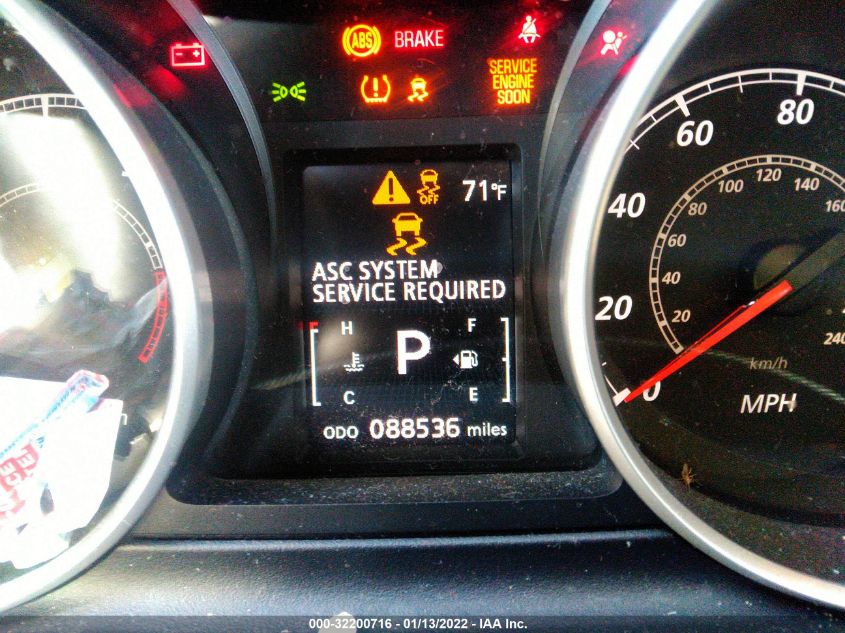 ABS BRAKE
SERVICE
ENGINE
SOON
OFF 71°F
ASC SYSTEM
SERVICE REQUIRED
H F
P
C E
ODO 088536 miles
80
60
40
20
0
120
100 140
80 160
60
40
20 240
km/h
MPH
000-32200716 - 01/13/2022 - IAA Inc.